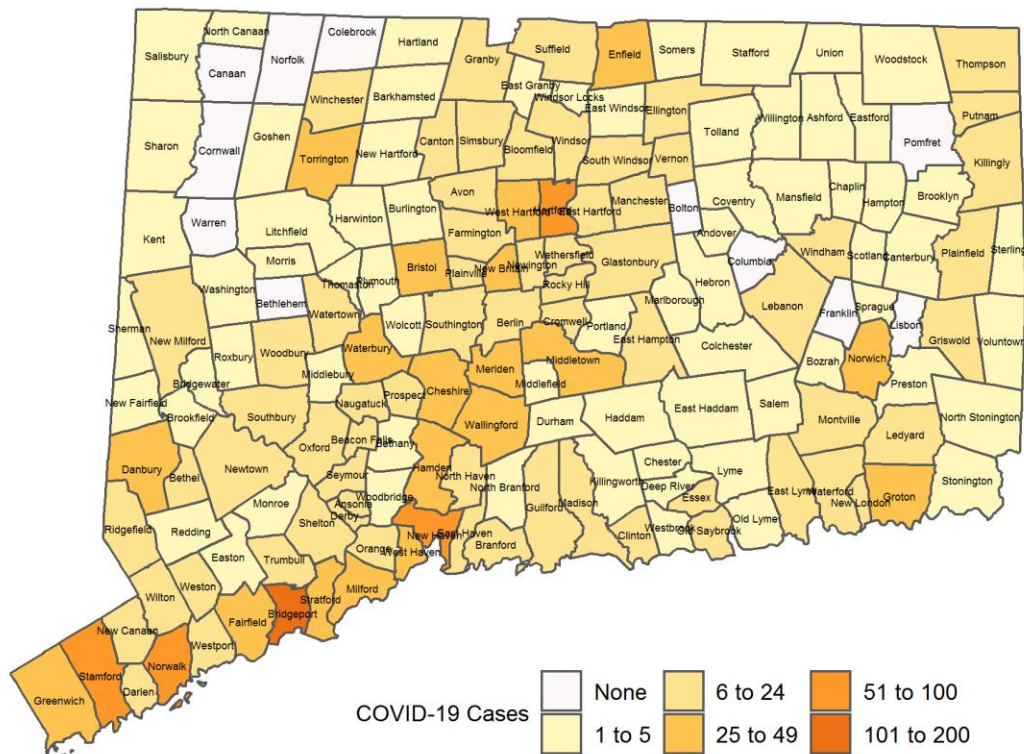 Colebrook
North Canaan
Hartland
Salisbury
Canaan
Norfolk
Granby
Suffield
Enfield
Somers
Stafford
Union
Woodstock
Thompson
Winchester
Barkhamsted
East Granby
Windsor Locks
East Windsor
Ellington
Sharon
Cornwall
Goshen
Torrington
New Hartford
Canton
Simsbury
Bloomfield
Windsor
South Windsor
Vernon
Tolland
Willington
Ashford
Eastford
Pomfret
Putnam
Killingly
Kent
Warren
Litchfield
Harwinton
Burlington
Avon
West Hartford
Hartford
East Hartford
Manchester
Bolton
Coventry
Mansfield
Chaplin
Hampton
Brooklyn
Andover
Morris
Farmington
Bristol
Plainville
New Britain
Newington
Wethersfield
Glastonbury
Hebron
Columbia
Windham
Scotland
Canterbury
Plainfield
Sterling
Washington
Bethlehem
Thomaston
Plymouth
Watertown
Rocky Hill
Marlborough
Lebanon
Franklin
Sprague
Lisbon
Griswold
Voluntown
Sherman
New Milford
Roxbury
Woodbury
Waterbury
Wolcott
Southington
Berlin
Cromwell
Portland
East Hampton
Colchester
Bozrah
Norwich
Preston
Bridgewater
Middlebury
Meriden
Middletown
Middlefield
New Fairfield
Brookfield
Southbury
Naugatuck
Prospect
Cheshire
Wallingford
Durham
Haddam
East Haddam
Salem
Montville
Ledyard
North Stonington
Danbury
Bethel
Newtown
Oxford
Beacon Falls
Bethany
Hamden
North Haven
North Branford
Guilford
Madison
Killingworth
Chester
Deep River
Essex
Lyme
East Lyme
Waterford
New London
Groton
Stonington
Ridgefield
Redding
Monroe
Seymour
Ansonia
Derby
Woodbridge
Shelton
Orange
New Haven
East Haven
West Haven
Branford
Clinton
Westbrook
Old Saybrook
Old Lyme
Easton
Trumbull
Weston
Wilton
Milford
Stratford
Bridgeport
Fairfield
Westport
New Canaan
Norwalk
Darien
Stamford
Greenwich
COVID-19 Cases
None
1 to 5
6 to 24
25 to 49
51 to 100
101 to 200